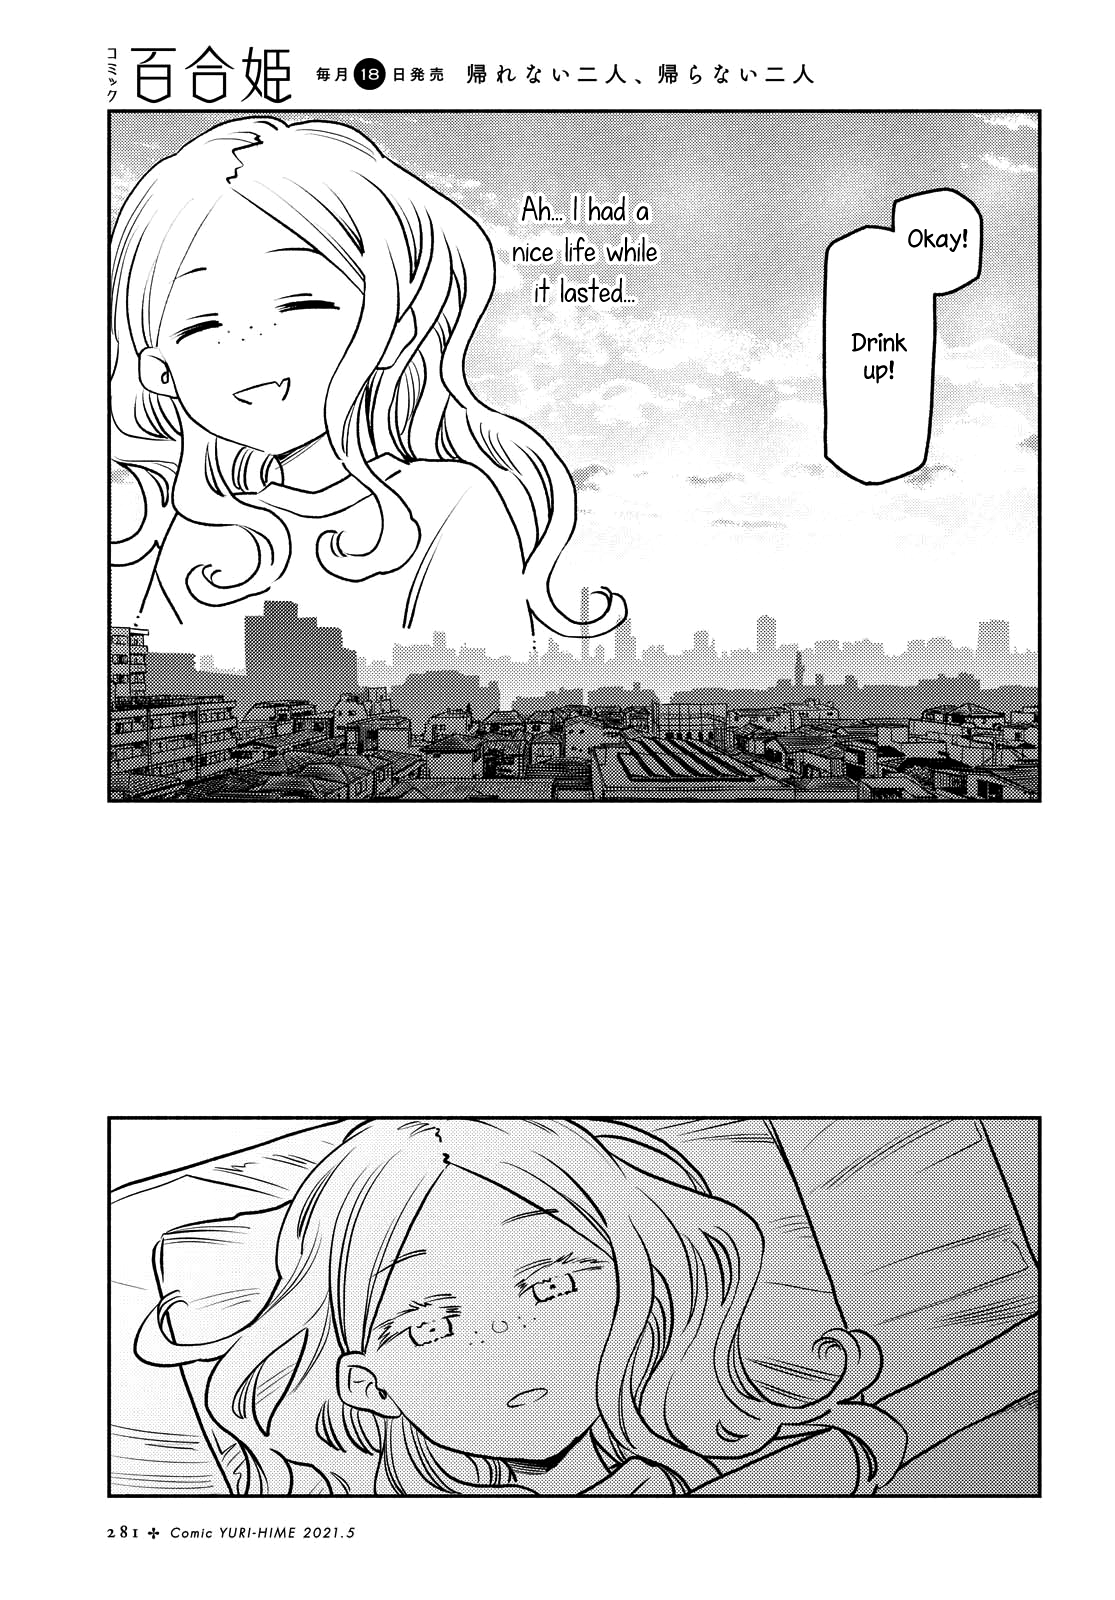 コミック 百合姫 毎月18日発売 帰れない二人、帰らない二人
Okay!
Drink
up!
Ah... I had a
nice life while
it lasted...
281 ✢ Comic YURI-HIME 2021.5